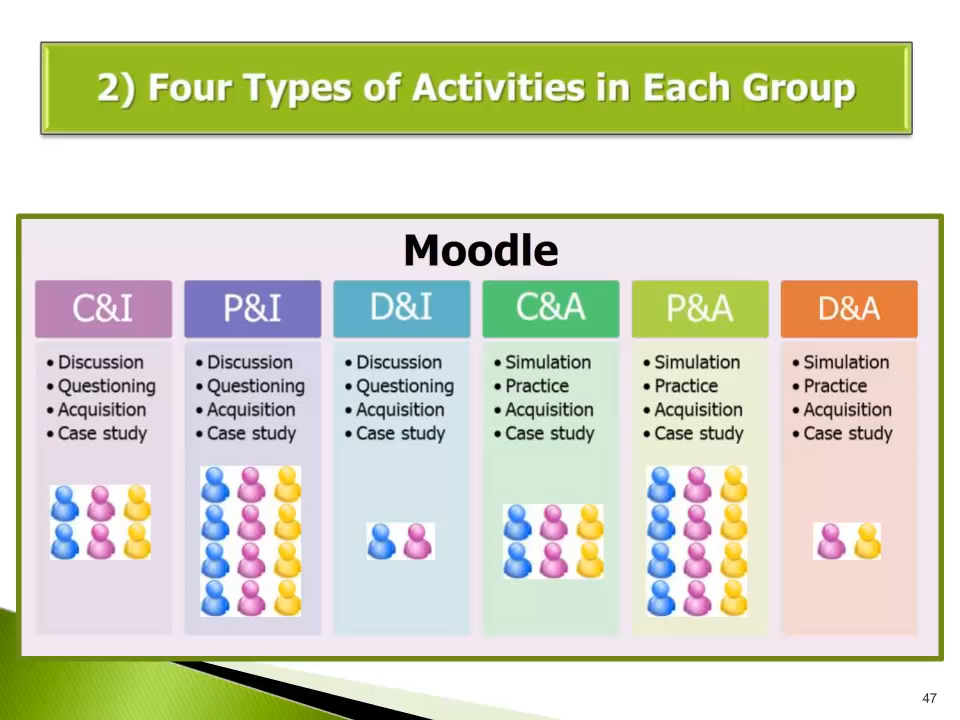 2) Four Types of Activities in Each Group
Moodle
C&I
• Discussion
• Questioning
• Acquisition
• Case study
P&I
• Discussion
• Questioning
• Acquisition
• Case study
D&I
• Discussion
• Questioning
• Acquisition
• Case study
C&A
• Simulation
• Practice
• Acquisition
• Case study
P&A
• Simulation
• Practice
• Acquisition
• Case study
D&A
• Simulation
• Practice
• Acquisition
• Case study
47